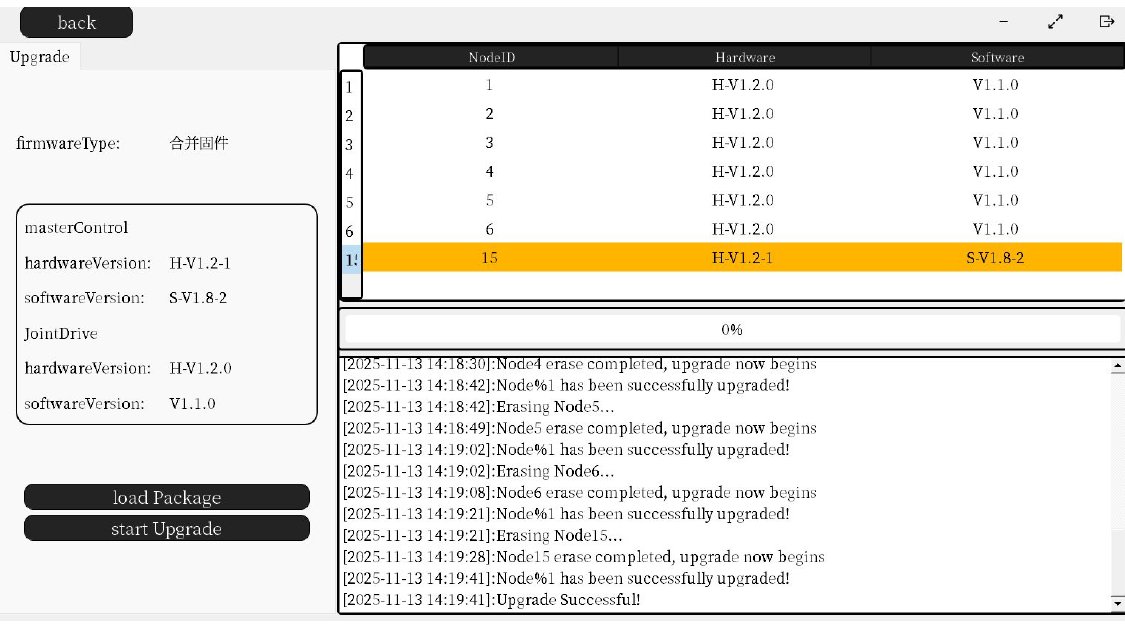 back
Upgrade
firmwareType: 合并固件
masterControl
hardwareVersion: H-V1.2-1
softwareVersion: S-V1.8-2
JointDrive
hardwareVersion: H-V1.2.0
softwareVersion: V1.1.0
load Package
start Upgrade
NodeID Hardware Software
1 1 H-V1.2.0 V1.1.0
2 2 H-V1.2.0 V1.1.0
3 3 H-V1.2.0 V1.1.0
4 4 H-V1.2.0 V1.1.0
5 5 H-V1.2.0 V1.1.0
6 6 H-V1.2.0 V1.1.0
15 15 H-V1.2-1 S-V1.8-2
0%
[2025-11-13 14:18:30]:Node4 erase completed, upgrade now begins
[2025-11-13 14:18:42]:Node%1 has been successfully upgraded!
[2025-11-13 14:18:42]:Erasing Node5...
[2025-11-13 14:18:49]:Node5 erase completed, upgrade now begins
[2025-11-13 14:19:02]:Node%1 has been successfully upgraded!
[2025-11-13 14:19:02]:Erasing Node6...
[2025-11-13 14:19:08]:Node6 erase completed, upgrade now begins
[2025-11-13 14:19:21]:Node%1 has been successfully upgraded!
[2025-11-13 14:19:21]:Erasing Node15...
[2025-11-13 14:19:28]:Node15 erase completed, upgrade now begins
[2025-11-13 14:19:41]:Node%1 has been successfully upgraded!
[2025-11-13 14:19:41]:Upgrade Successful!